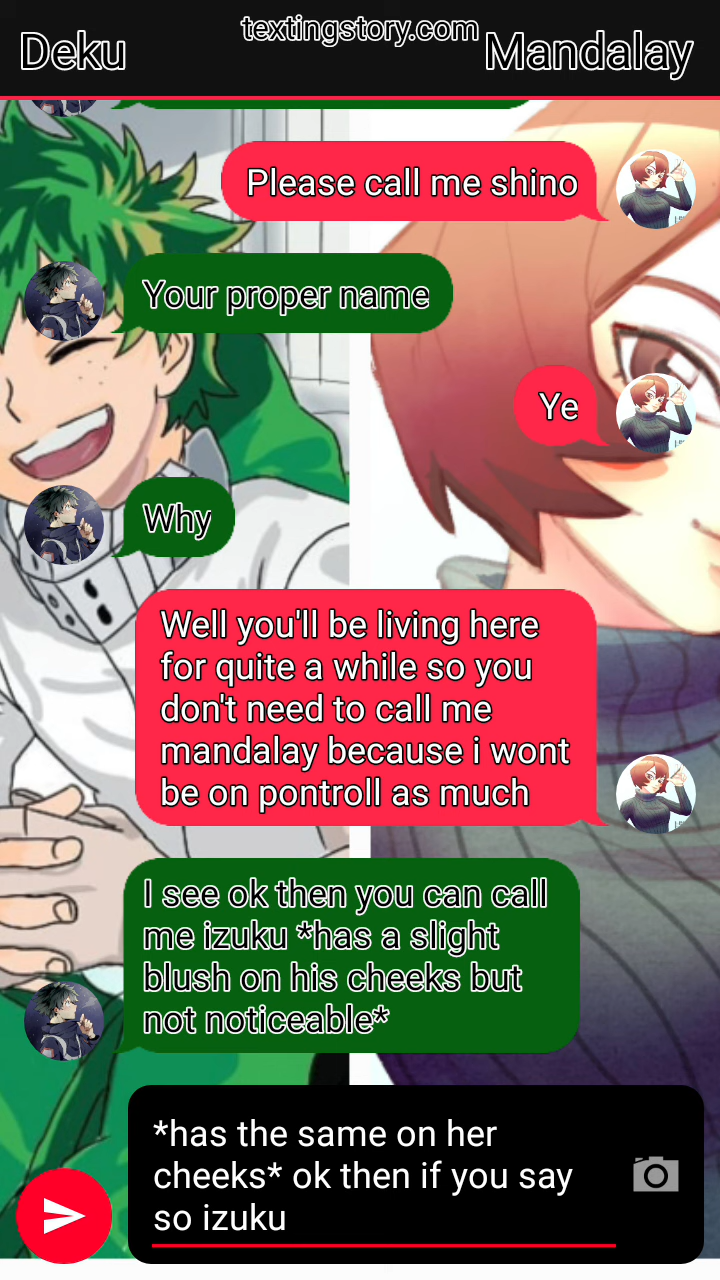 textingstory.com
Deku
Mandalay
Please call me shino
Your proper name
Ye
Why
Well you'll be living here
for quite a while so you
don't need to call me
mandalay because i wont
be on pontroll as much
I see ok then you can call
me izuku *has a slight
blush on his cheeks but
not noticeable*
*has the same on her
cheeks* ok then if you say
so izuku